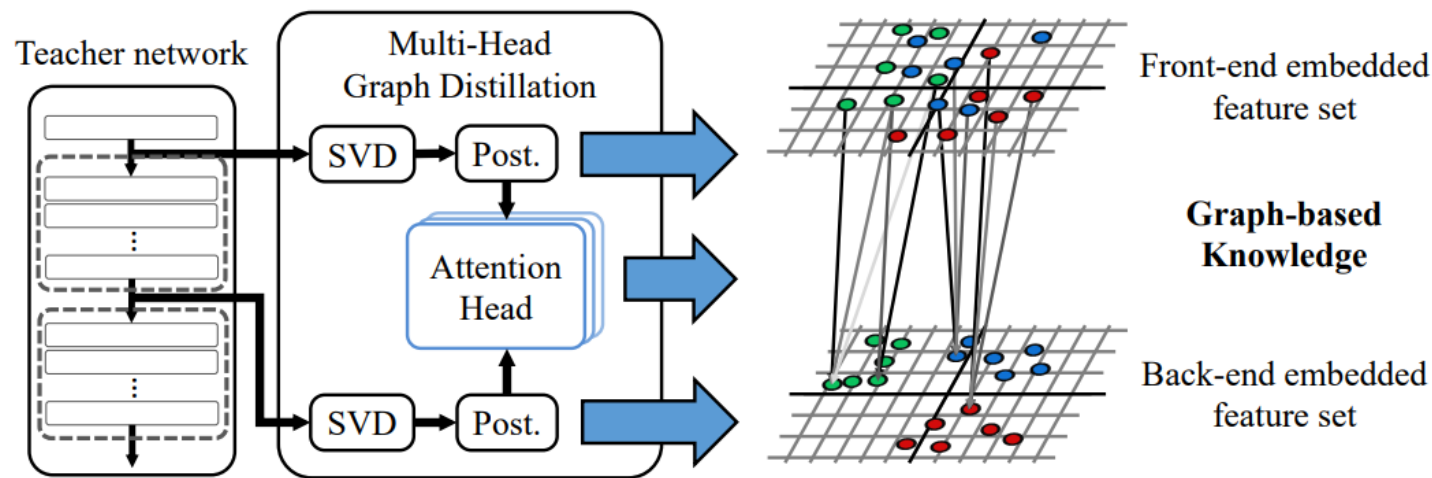 Teacher network
Multi-Head
Graph Distillation
SVD
Post.
Attention
Head
SVD
Post.
Front-end embedded
feature set
Graph-based
Knowledge
Back-end embedded
feature set